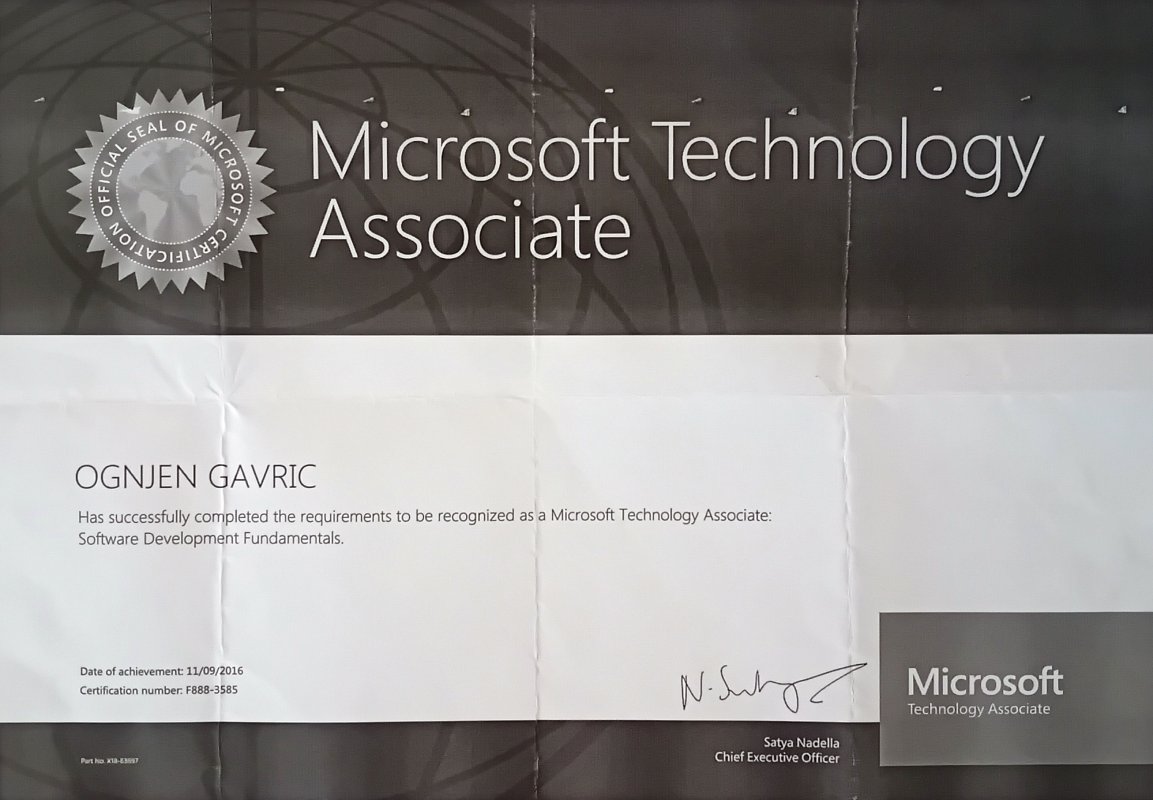 OFFICIAL SEAL OF MICROSOFT CERTIFICATION
Microsoft Technology
Associate
OGNJEN GAVRIC
Has successfully completed the requirements to be recognized as a Microsoft Technology Associate:
Software Development Fundamentals.
Date of achievement: 11/09/2016
Certification number: F888-3585
N. Satya
Microsoft
Technology Associate
Satya Nadella
Chief Executive Officer
Part No. X18-63697